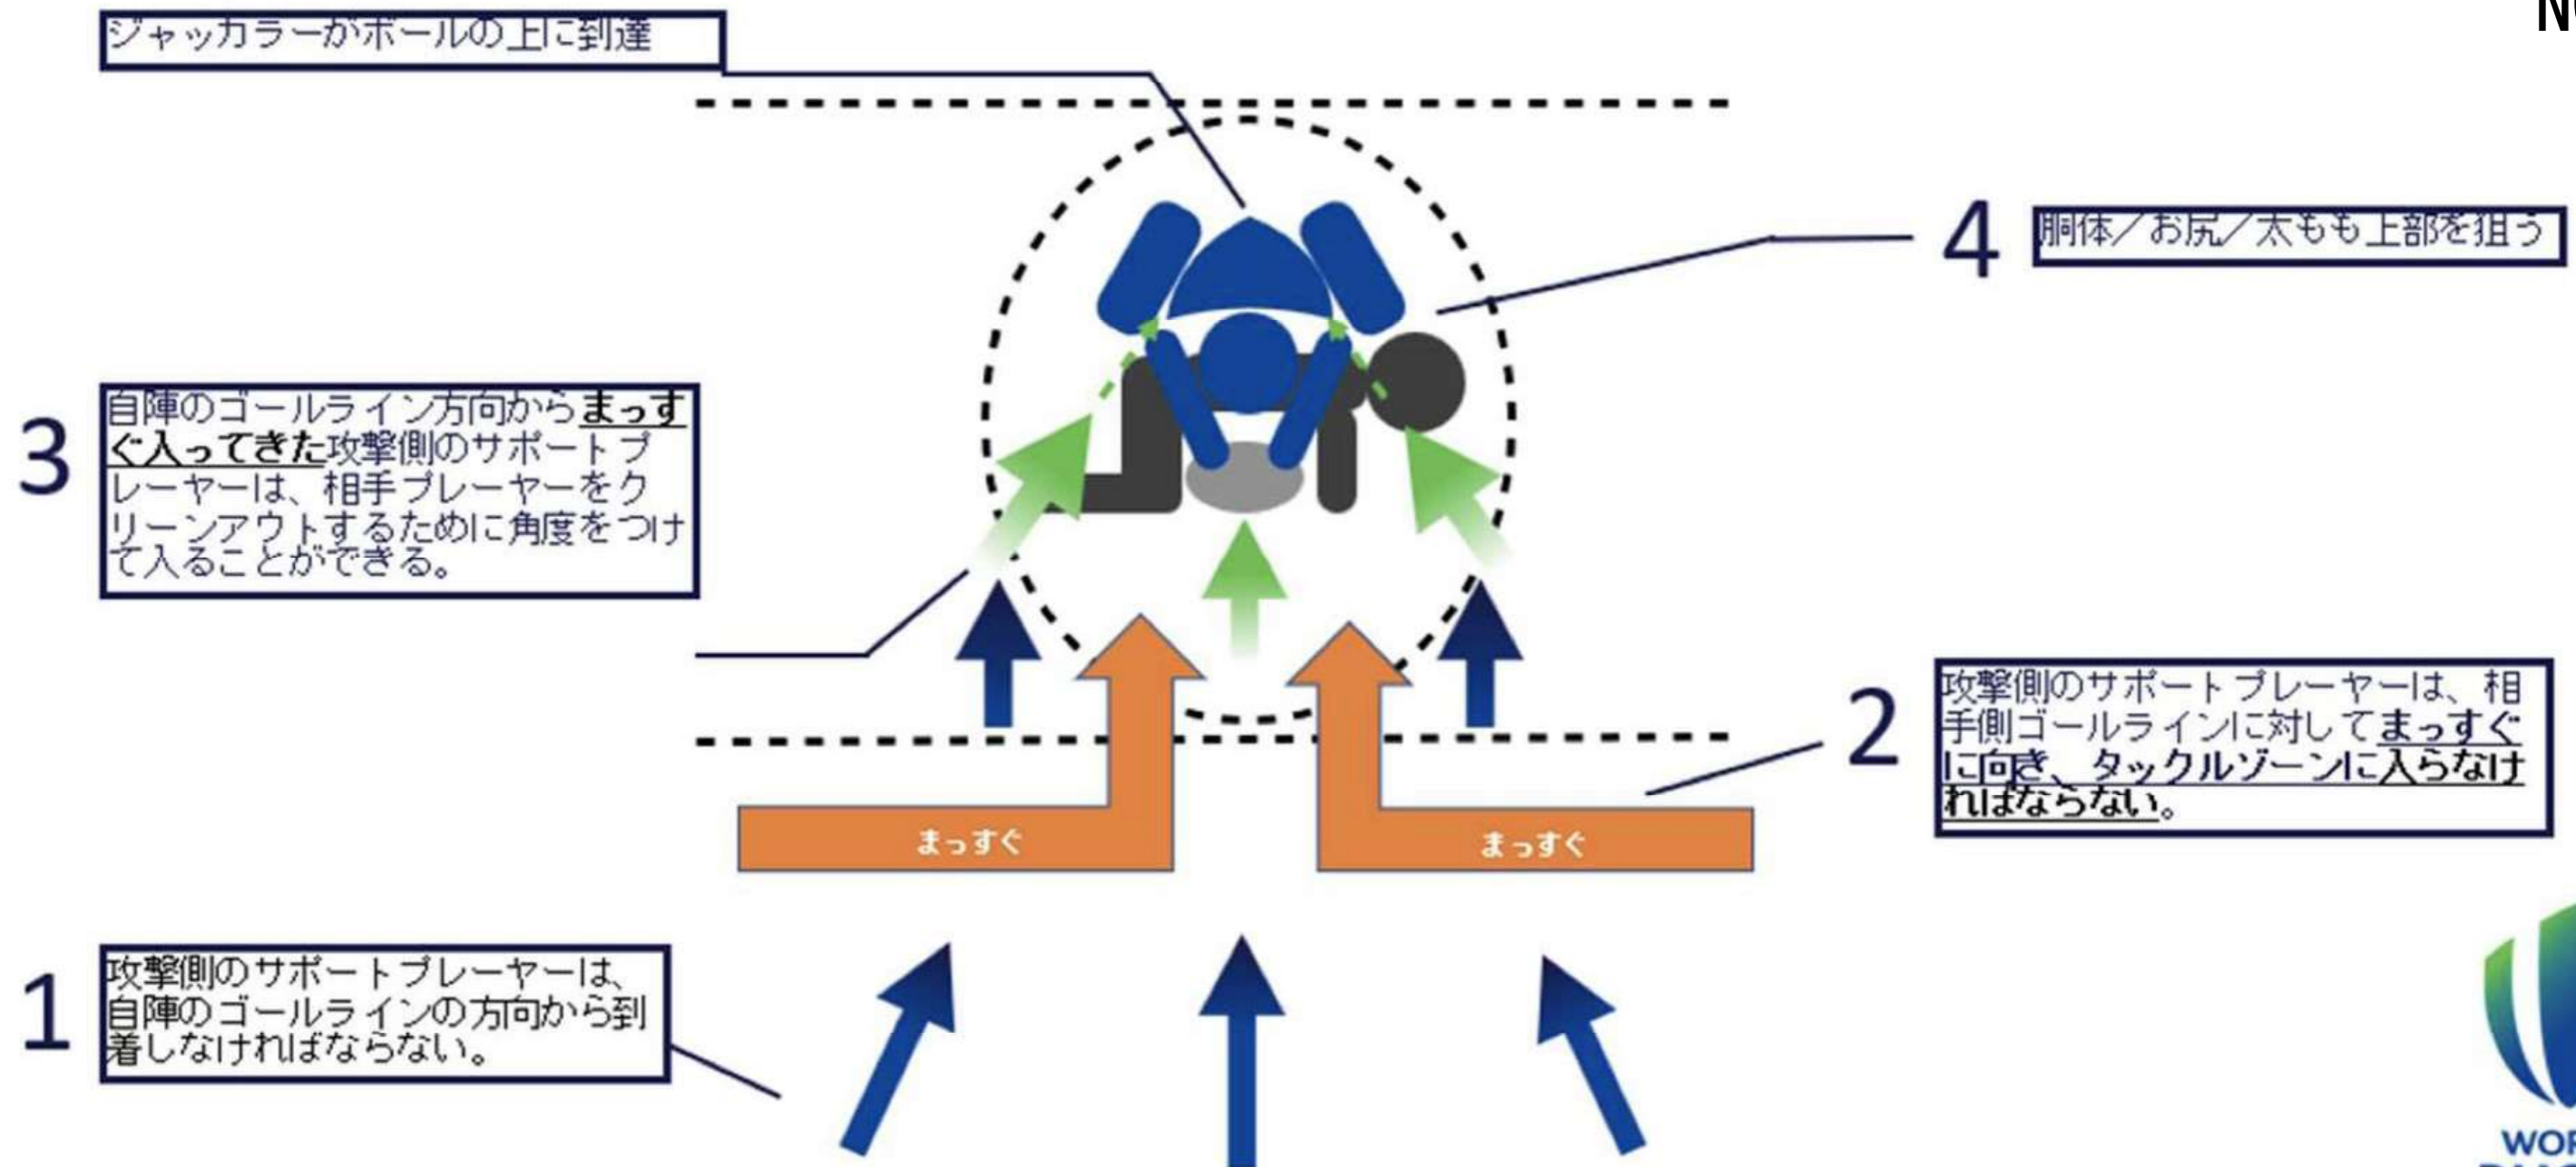 ジャッカラーがボールの上に到達
4
胴体／お尻／太もも上部を狙う
3
自陣のゴールライン方向からまっす
ぐ入ってきた攻撃側のサポートプ
レーヤーは、相手プレーヤーをク
リーンアウトするために角度をつけ
て入ることができる。
2
攻撃側のサポートプレーヤーは、相
手側ゴールラインに対してまっすぐ
に向き、タックルゾーンに入らなけ
ればならない。
まっすぐ
まっすぐ
1
攻撃側のサポートプレーヤーは、
自陣のゴールラインの方向から到
着しなければならない。